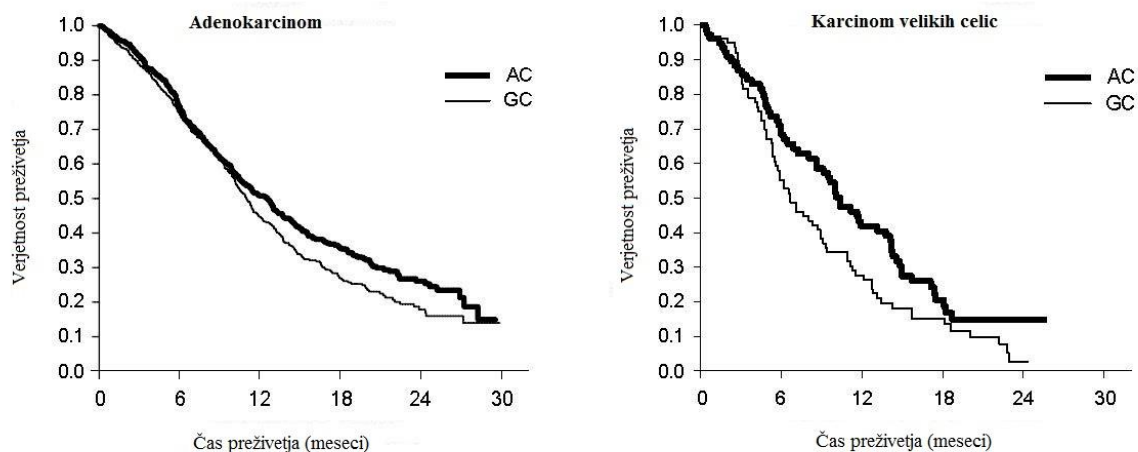 Adenokarcinom
1.0
0.9
0.8
0.7
0.6
0.5
0.4
0.3
0.2
0.1
0.0
AC
GC
Verjetnost preživetja
0 6 12 18 24 30
Čas preživetja (meseci)
Karcinom velikih celic
1.0
0.9
0.8
0.7
0.6
0.5
0.4
0.3
0.2
0.1
0.0
AC
GC
Verjetnost preživetja
0 6 12 18 24 30
Čas preživetja (meseci)